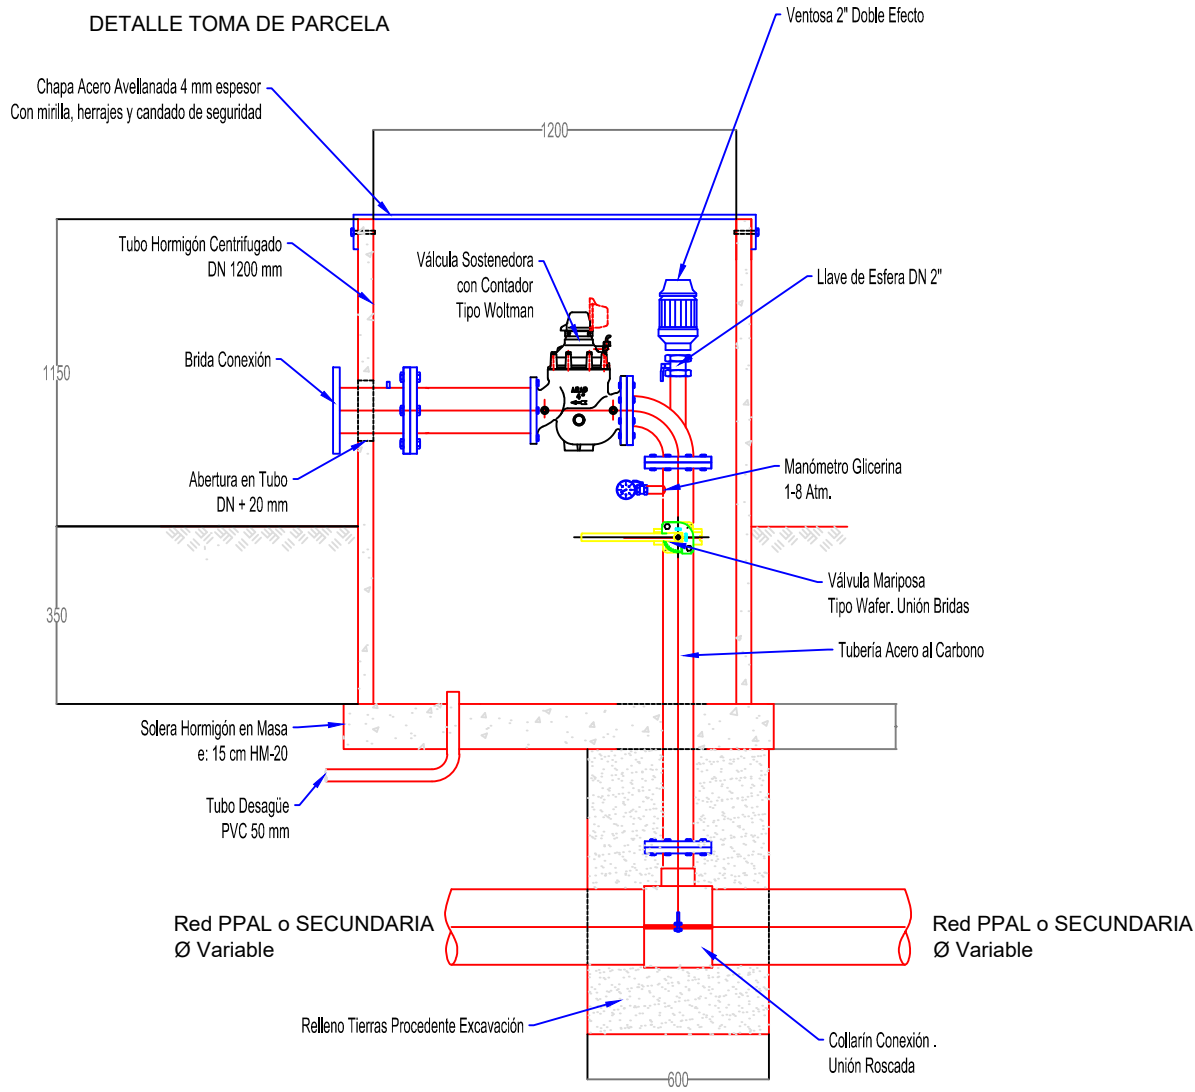 DETALLE TOMA DE PARCELA
Ventosa 2" Doble Efecto
Chapa Acero Avellanada 4 mm espesor
Con mirilla, herrajes y candado de seguridad
1200
Tubo Hormigón Centrifugado
DN 1200 mm
Válcula Sostenedora
con Contador
Tipo Woltman
Llave de Esfera DN 2"
Brida Conexión
1150
Abertura en Tubo
DN + 20 mm
Manómetro Glicerina
1-8 Atm.
Válvula Mariposa
Tipo Wafer. Unión Bridas
350
Tubería Acero al Carbono
Solera Hormigón en Masa
e: 15 cm HM-20
Tubo Desagüe
PVC 50 mm
Red PPAL o SECUNDARIA
Ø Variable
Red PPAL o SECUNDARIA
Ø Variable
Relleno Tierras Procedente Excavación
Collarín Conexión .
Unión Roscada
600